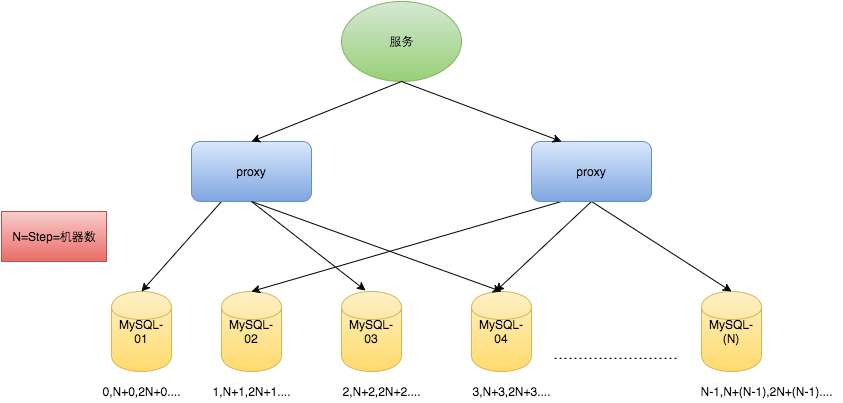 服务
proxy
proxy
N=Step=机器数
MySQL-
01
MySQL-
02
MySQL-
03
MySQL-
04
MySQL-
(N)
0,N+0,2N+0....
1,N+1,2N+1....
2,N+2,2N+2....
3,N+3,2N+3....
N-1,N+(N-1),2N+(N-1)....